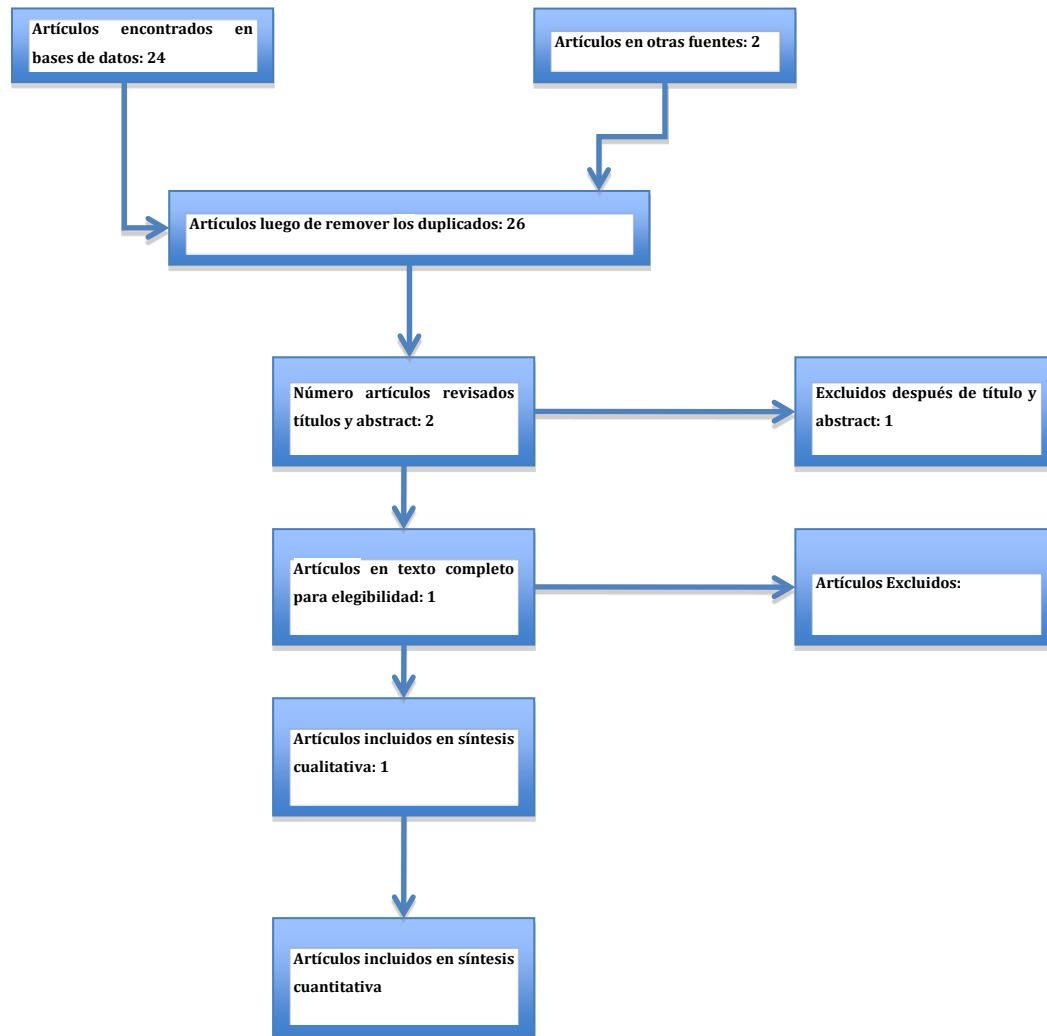 Artículos encontrados en
bases de datos: 24
Artículos en otras fuentes: 2
Artículos luego de remover los duplicados: 26
Número artículos revisados
títulos y abstract: 2
Excluidos después de título y
abstract: 1
Artículos en texto completo
para elegibilidad: 1
Artículos Excluidos:
Artículos incluidos en síntesis
cualitativa: 1
Artículos incluidos en síntesis
cuantitativa